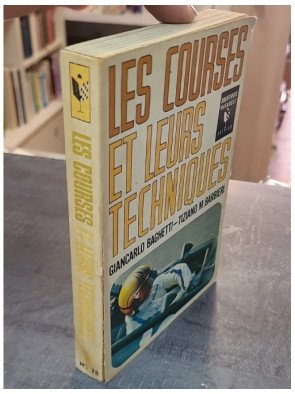 LES COURSES
ET LEURS
TECHNIQUES
GIANCARLO BAGHETTI - TIZIANO M. BARBIERI
LES COURSES ET LEURS TECHNIQUES